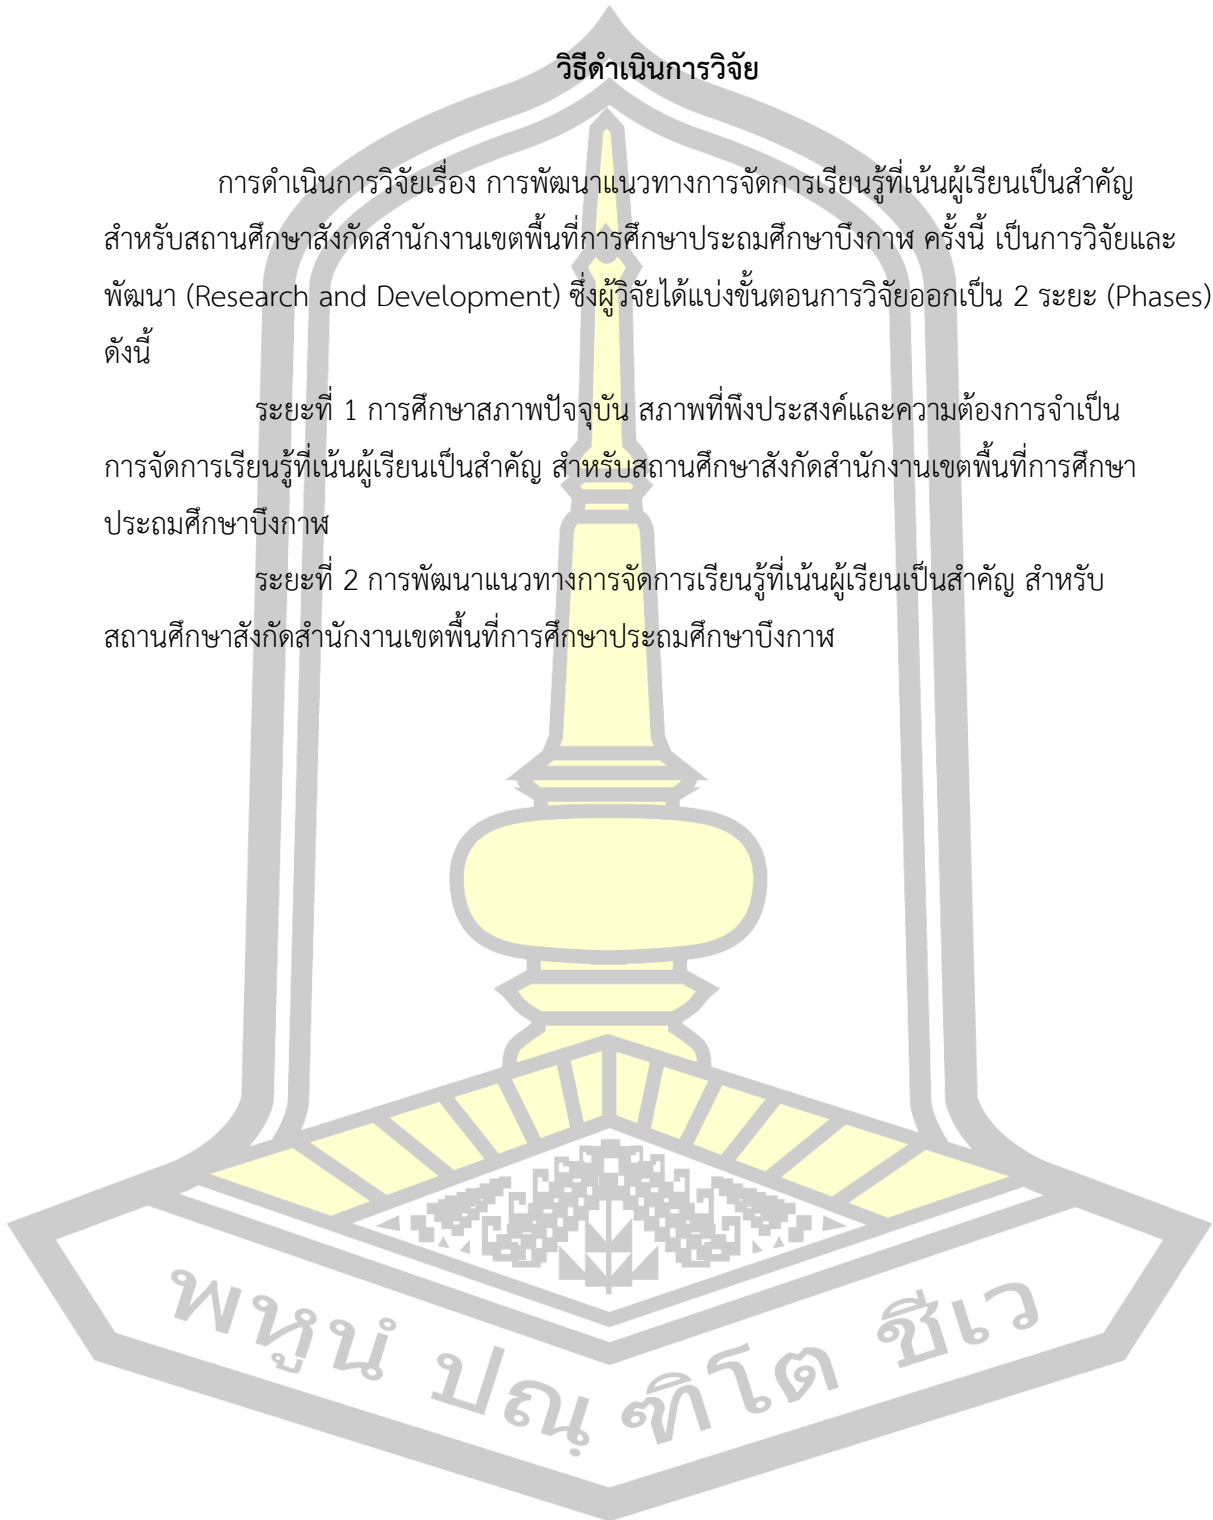 วิธีดำเนินการวิจัย
การดำเนินการวิจัยเรื่อง การพัฒนาแนวทางการจัดการเรียนรู้ที่เน้นผู้เรียนเป็นสำคัญ
สำหรับสถานศึกษาสังกัดสำนักงานเขตพื้นที่การศึกษาประถมศึกษาบึงกาฬ ครั้งนี้ เป็นการวิจัยและ
พัฒนา (Research and Development) ซึ่งผู้วิจัยได้แบ่งขั้นตอนการวิจัยออกเป็น 2 ระยะ (Phases)
ดังนี้
ระยะที่ 1 การศึกษาสภาพปัจจุบัน สภาพที่พึงประสงค์และความต้องการจำเป็น
การจัดการเรียนรู้ที่เน้นผู้เรียนเป็นสำคัญ สำหรับสถานศึกษาสังกัดสำนักงานเขตพื้นที่การศึกษา
ประถมศึกษาบึงกาฬ
ระยะที่ 2 การพัฒนาแนวทางการจัดการเรียนรู้ที่เน้นผู้เรียนเป็นสำคัญ สำหรับ
สถานศึกษาสังกัดสำนักงานเขตพื้นที่การศึกษาประถมศึกษาบึงกาฬ
พหูนํ ปณฺ ฑิโต ชีเว